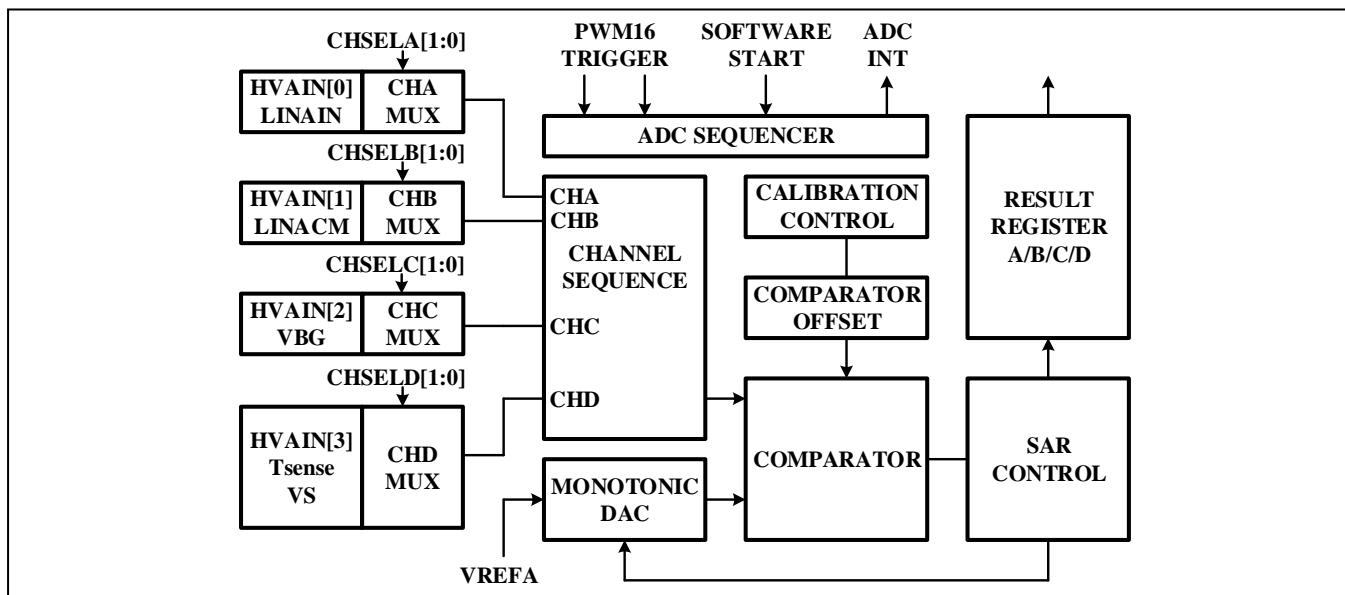 CHSELA[1:0]
HVAIN[0]
LINAIN
CHA
MUX
CHSELB[1:0]
HVAIN[1]
LINACM
CHB
MUX
CHSELC[1:0]
HVAIN[2]
VBG
CHC
MUX
CHSELD[1:0]
HVAIN[3]
Tsense
VS
CHD
MUX
PWM16
TRIGGER
SOFTWARE
START
ADC
INT
ADC SEQUENCER
CHA
CHB
CHANNEL
SEQUENCE
CHC
CHD
CALIBRATION
CONTROL
COMPARATOR
OFFSET
RESULT
REGISTER
A/B/C/D
MONOTONIC
DAC
COMPARATOR
SAR
CONTROL
VREFA